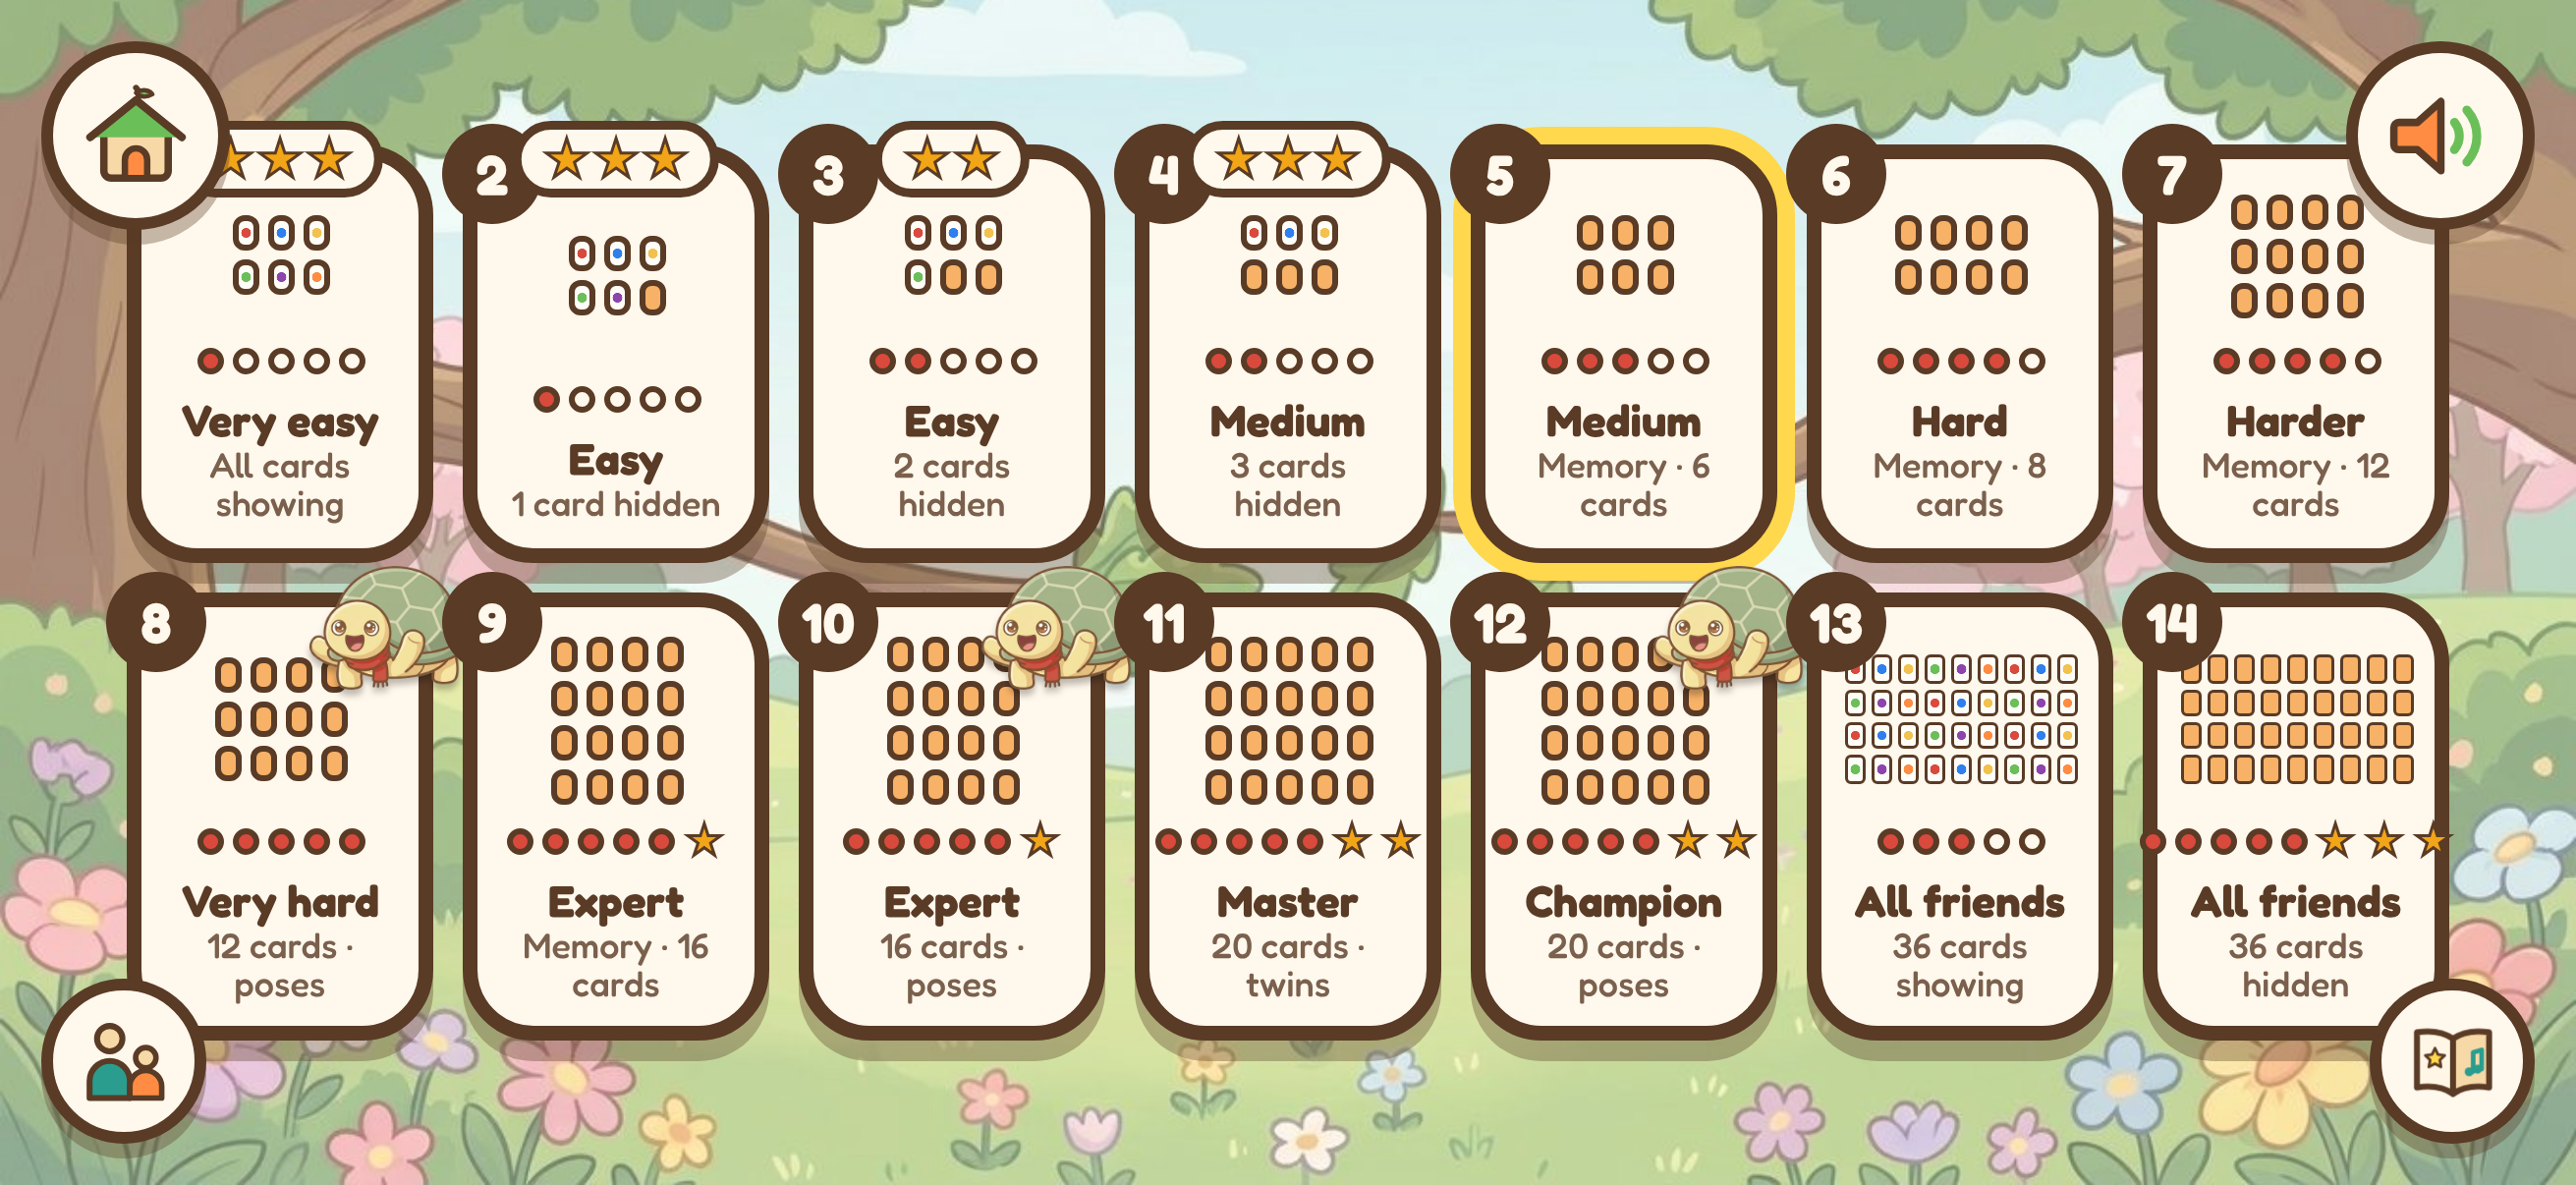 Very easy
All cards
showing
2
Easy
1 card hidden
3
Easy
2 cards
hidden
4
Medium
3 cards
hidden
5
Medium
Memory · 6
cards
6
Hard
Memory · 8
cards
7
Harder
Memory · 12
cards
8
Very hard
12 cards ·
poses
9
Expert
Memory · 16
cards
10
Expert
16 cards ·
poses
11
Master
20 cards ·
twins
12
Champion
20 cards ·
poses
13
All friends
36 cards
showing
14
All friends
36 cards
hidden